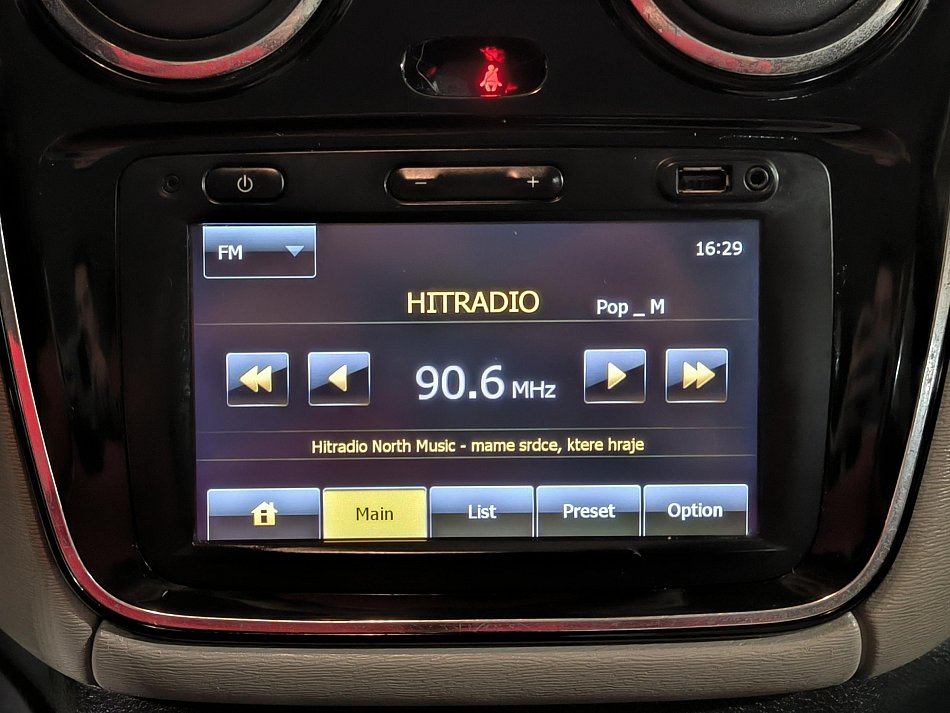 − +
FM
16:29
HITRADIO Pop _ M
90.6 MHz
Hitradio North Music - mame srdce, ktere hraje
Main List Preset Option